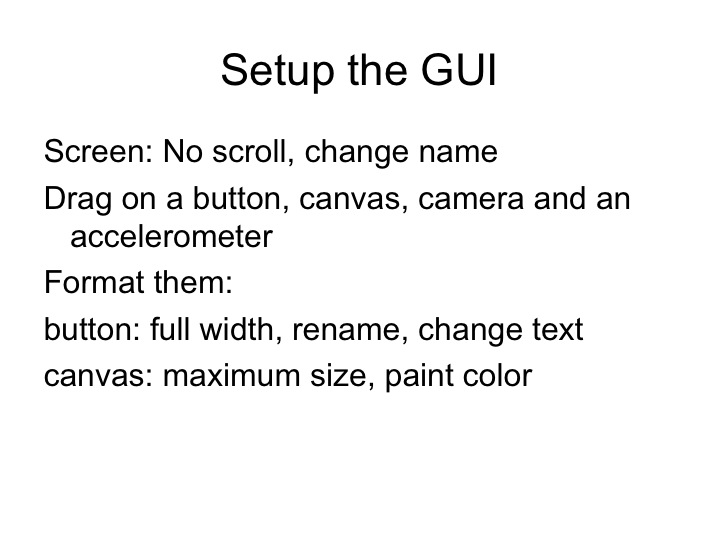 Setup the GUI
Screen: No scroll, change name
Drag on a button, canvas, camera and an
accelerometer
Format them:
button: full width, rename, change text
canvas: maximum size, paint color